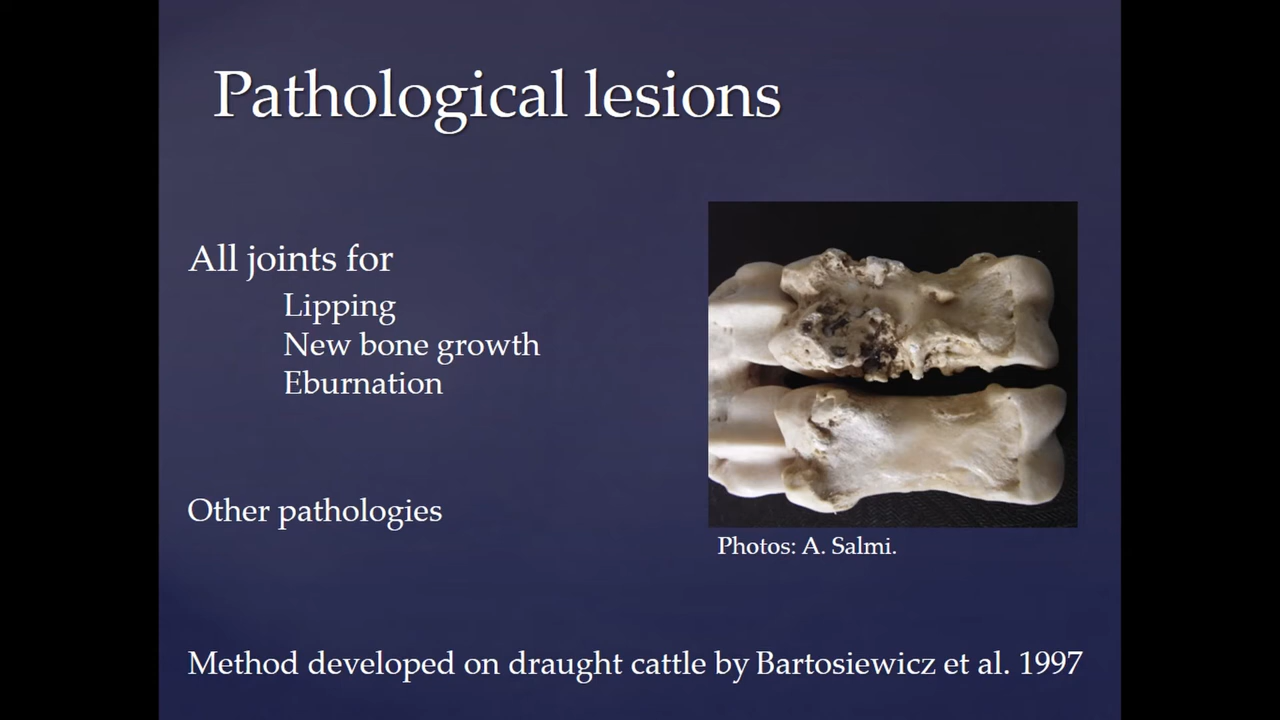 Pathological lesions
All joints for
Lipping
New bone growth
Eburnation
Other pathologies
Photos: A. Salmi.
Method developed on draught cattle by Bartosiewicz et al. 1997